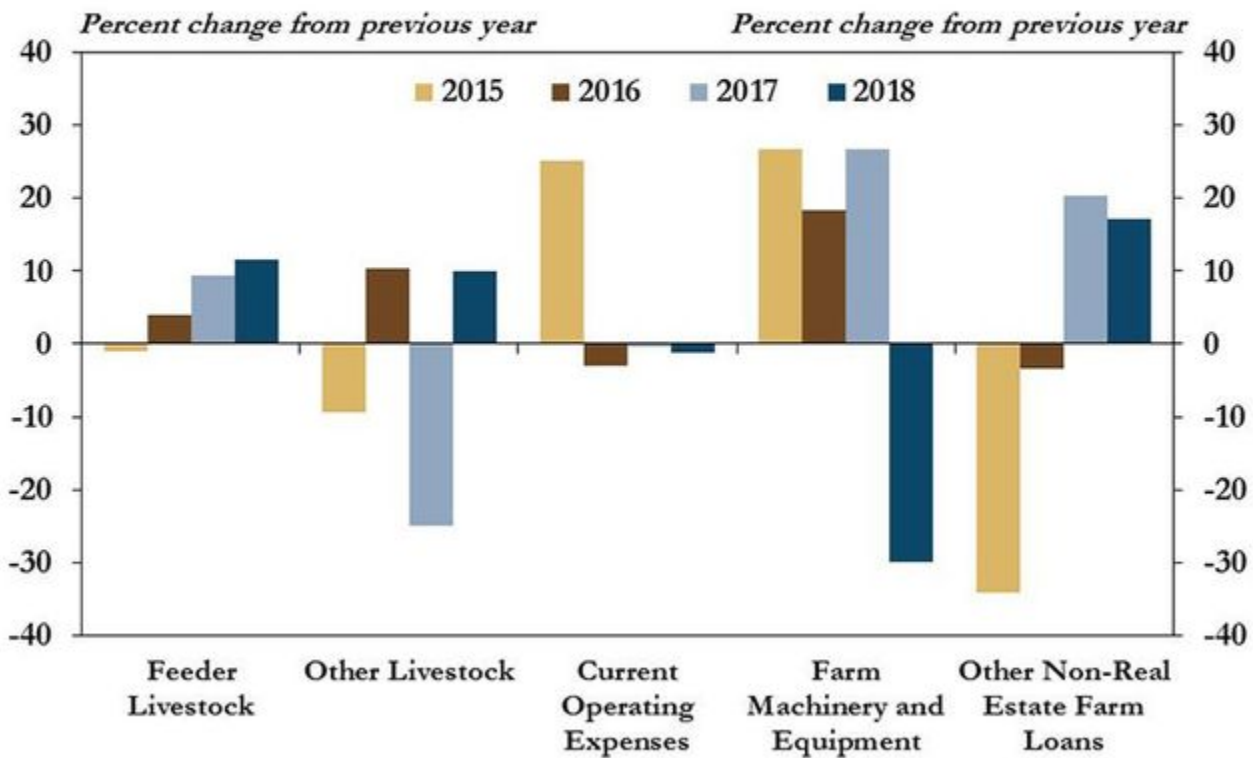 Percent change from previous year Percent change from previous year
40 40
2015 2016 2017 2018
30 30
20 20
10 10
0 0
-10 -10
-20 -20
-30 -30
-40 -40
Feeder Other Livestock Current Farm Other Non-Real
Livestock Operating Machinery and Estate Farm
Expenses Equipment Loans